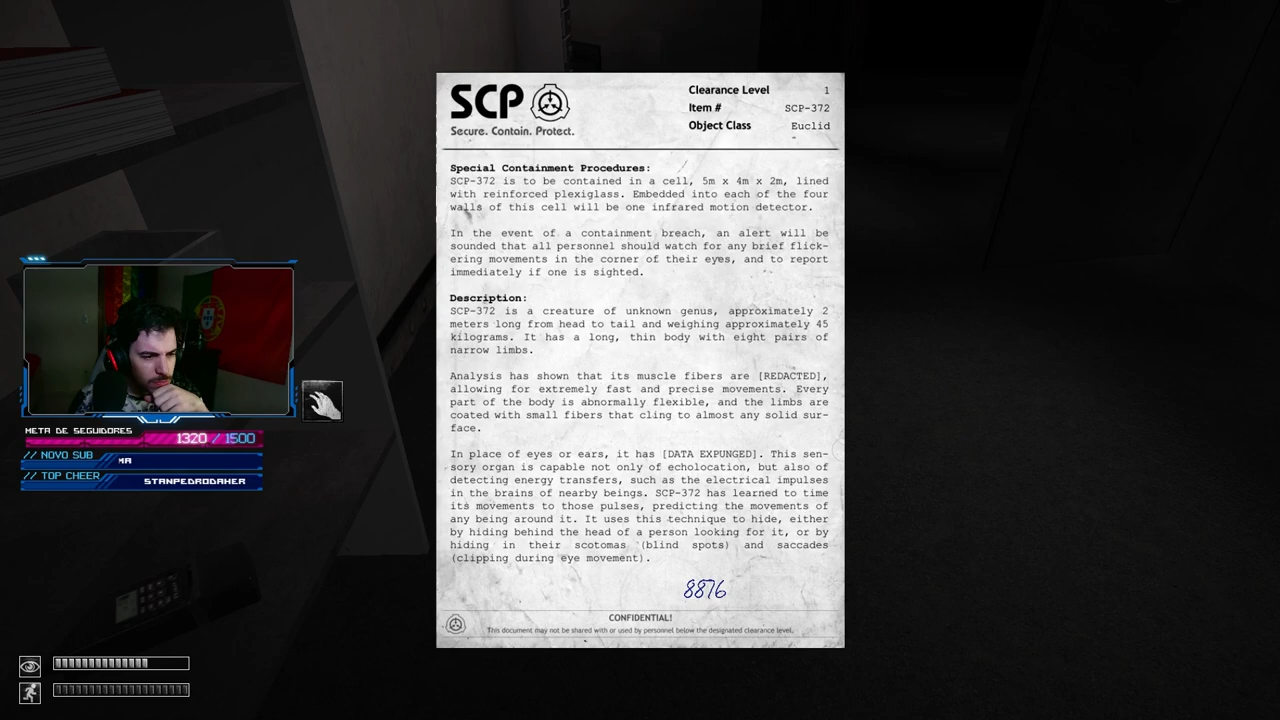 SCP
Secure. Contain. Protect.
Clearance Level 1
Item # SCP-372
Object Class Euclid
Special Containment Procedures:
SCP-372 is to be contained in a cell, 5m x 4m x 2m, lined
with reinforced plexiglass. Embedded into each of the four
walls of this cell will be one infrared motion detector.
In the event of a containment breach, an alert will be
sounded that all personnel should watch for any brief flick-
ering movements in the corner of their eyes, and to report
immediately if one is sighted.
Description:
SCP-372 is a creature of unknown genus, approximately 2
meters long from head to tail and weighing approximately 45
kilograms. It has a long, thin body with eight pairs of
narrow limbs.
Analysis has shown that its muscle fibers are [REDACTED],
allowing for extremely fast and precise movements. Every
part of the body is abnormally flexible, and the limbs are
coated with small fibers that cling to almost any solid sur-
face.
In place of eyes or ears, it has [DATA EXPUNGED]. This sen-
sory organ is capable not only of echolocation, but also of
detecting energy transfers, such as the electrical impulses
in the brains of nearby beings. SCP-372 has learned to time
its movements to those pulses, predicting the movements of
any being around it. It uses this technique to hide, either
by hiding behind the head of a person looking for it, or by
hiding in their scotomas (blind spots) and saccades
(clipping during eye movement).
8876
CONFIDENTIAL!
This document may not be shared with or used by personnel below the designated clearance level.
META DE SEGUIDORES
1320 / 1500
// NOVO SUB
MA
// TOP CHEER
STANPEDRODAHER